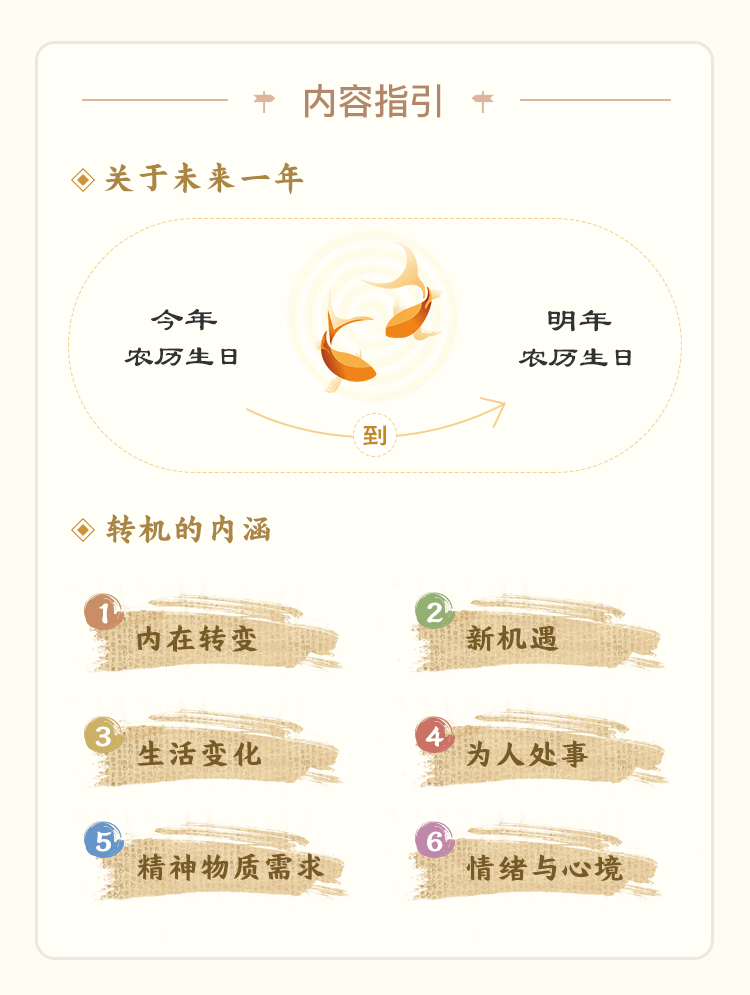 内容指引
关于未来一年
今年
农历生日
明年
农历生日
到
转机的内涵
1 内在转变
2 新机遇
3 生活变化
4 为人处事
5 精神物质需求
6 情绪与心境